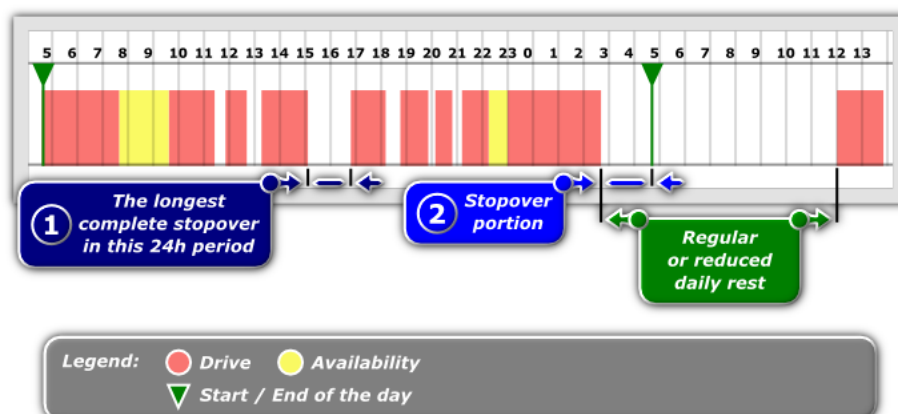 5 6 7 8 9 10 11 12 13 14 15 16 17 18 19 20 21 22 23 0 1 2 3 4 5 6 7 8 9 10 11 12 13
1
The longest
complete stopover
in this 24h period
2
Stopover
portion
Regular
or reduced
daily rest
Legend: Drive Availability
Start / End of the day